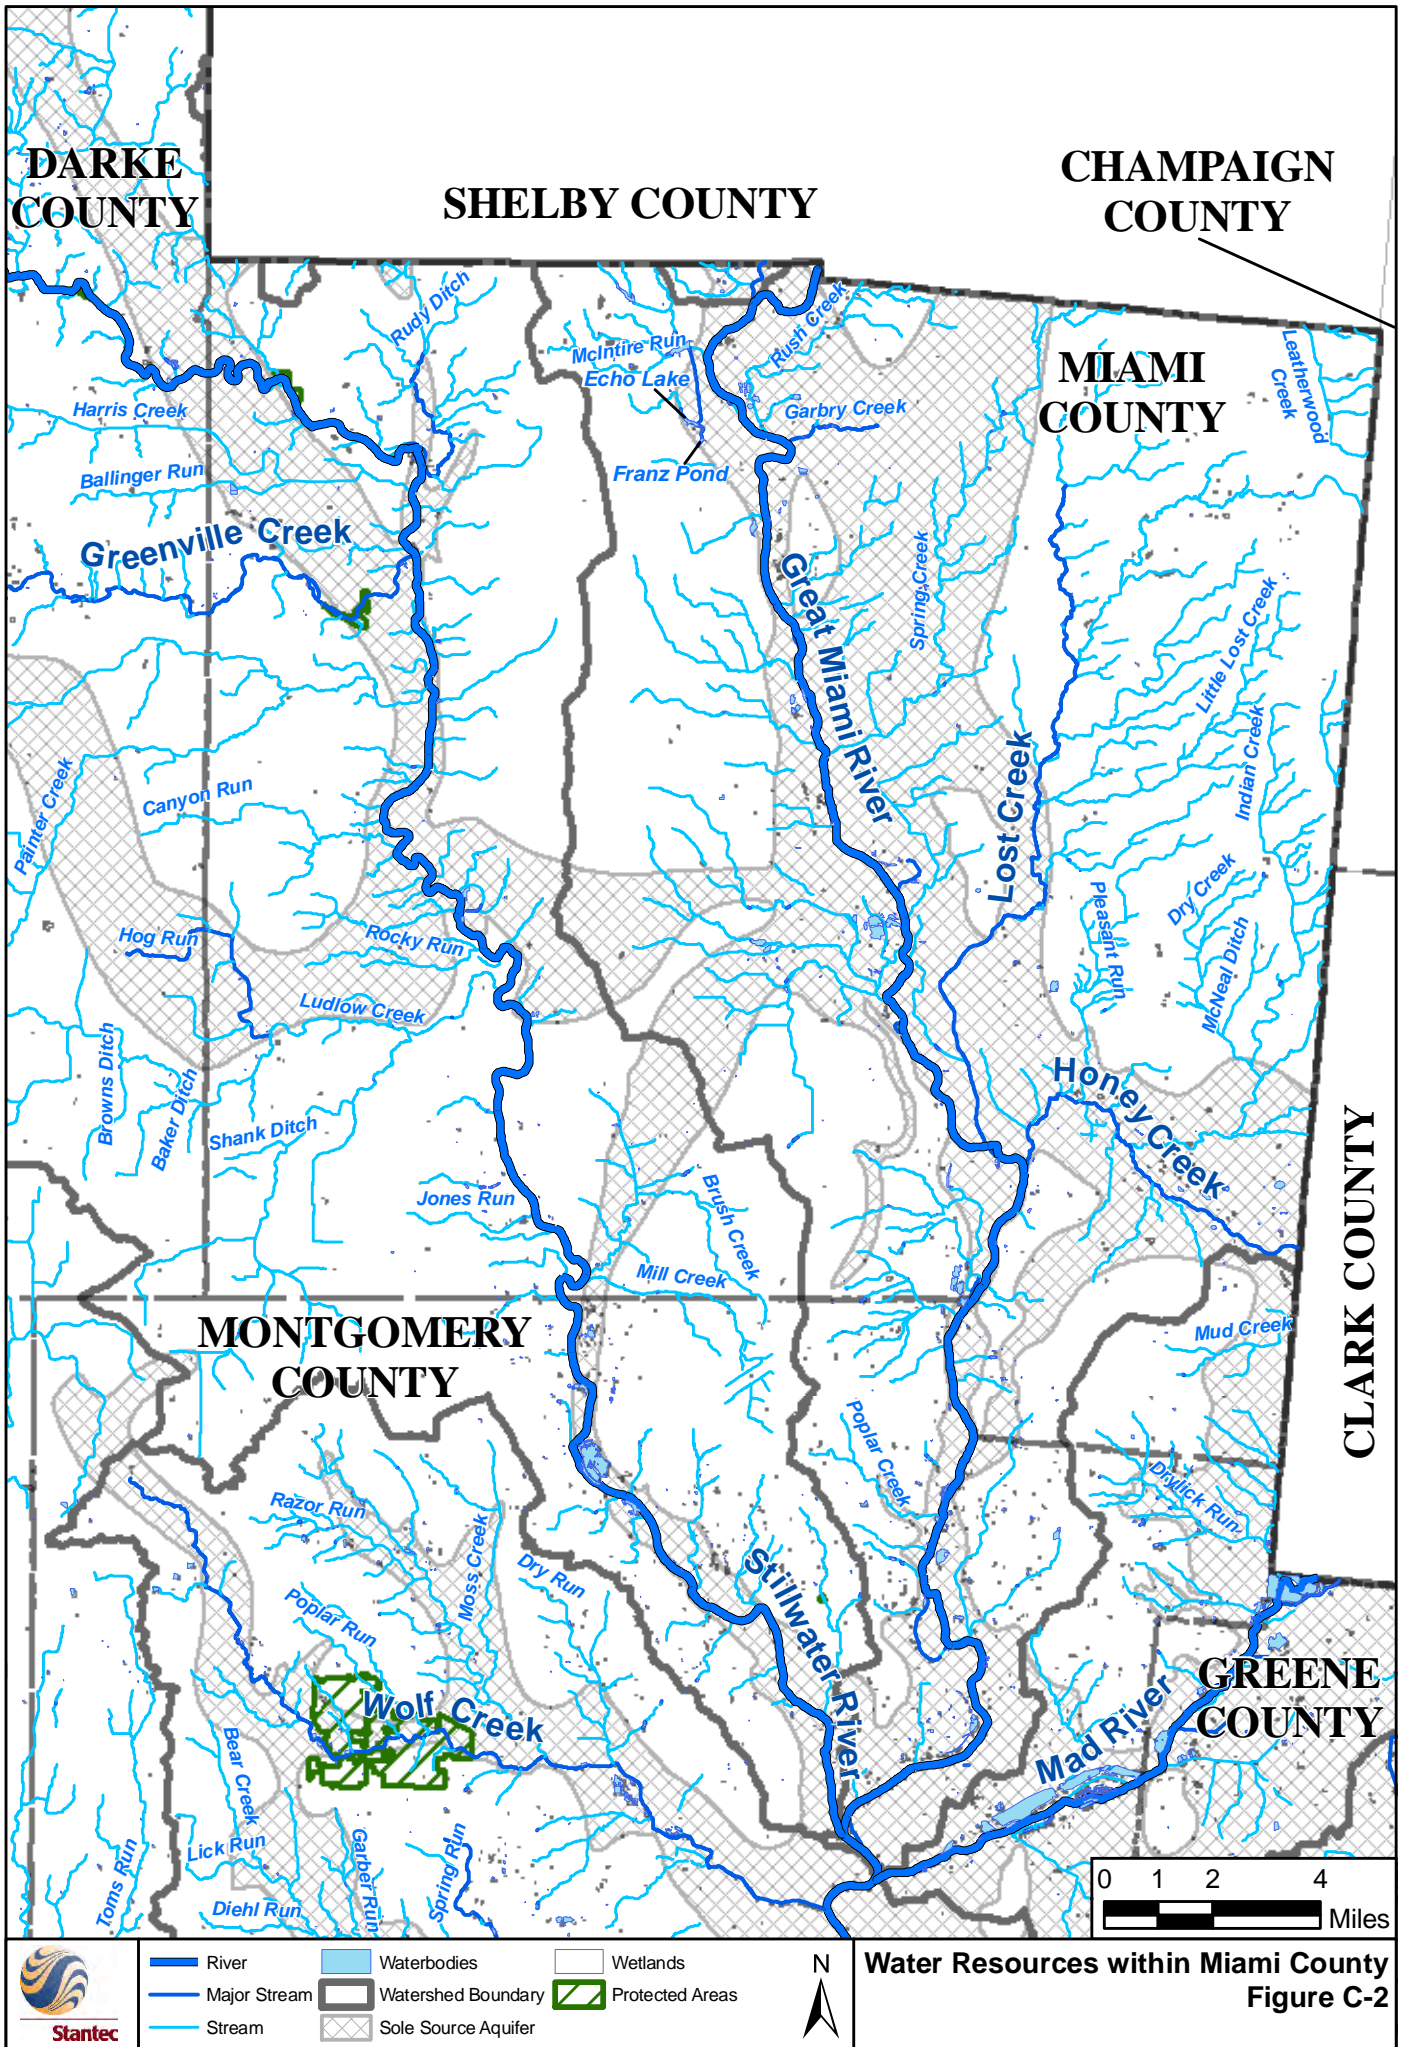 DARKE
COUNTY
SHELBY COUNTY
CHAMPAIGN
COUNTY
Rudy Ditch
McIntire Run
Rush Creek
Echo Lake
MIAMI
COUNTY
Leatherwood
Creek
Harris Creek
Garbry Creek
Ballinger Run
Franz Pond
Greenville Creek
Great Miami River
Spring Creek
Little Lost Creek
Indian Creek
Lost Creek
Painter Creek
Canyon Run
Pleasant Run
Dry Creek
McNeal Ditch
Hog Run
Rocky Run
Ludlow Creek
Browns Ditch
Baker Ditch
Shank Ditch
Honey Creek
Jones Run
Brush Creek
Mill Creek
CLARK COUNTY
MONTGOMERY
COUNTY
Mud Creek
Poplar Creek
Drylick Run
Razor Run
Moss Creek
Dry Run
Stillwater River
Poplar Run
Wolf Creek
GREENE
COUNTY
Mad River
Bear Creek
Lick Run
Toms Run
Garber Run
Spring Run
Diehl Run
0 1 2 4
Miles
Stantec
River
Major Stream
Stream
Waterbodies
Watershed Boundary
Sole Source Aquifer
Wetlands
Protected Areas
N
Water Resources within Miami County
Figure C-2